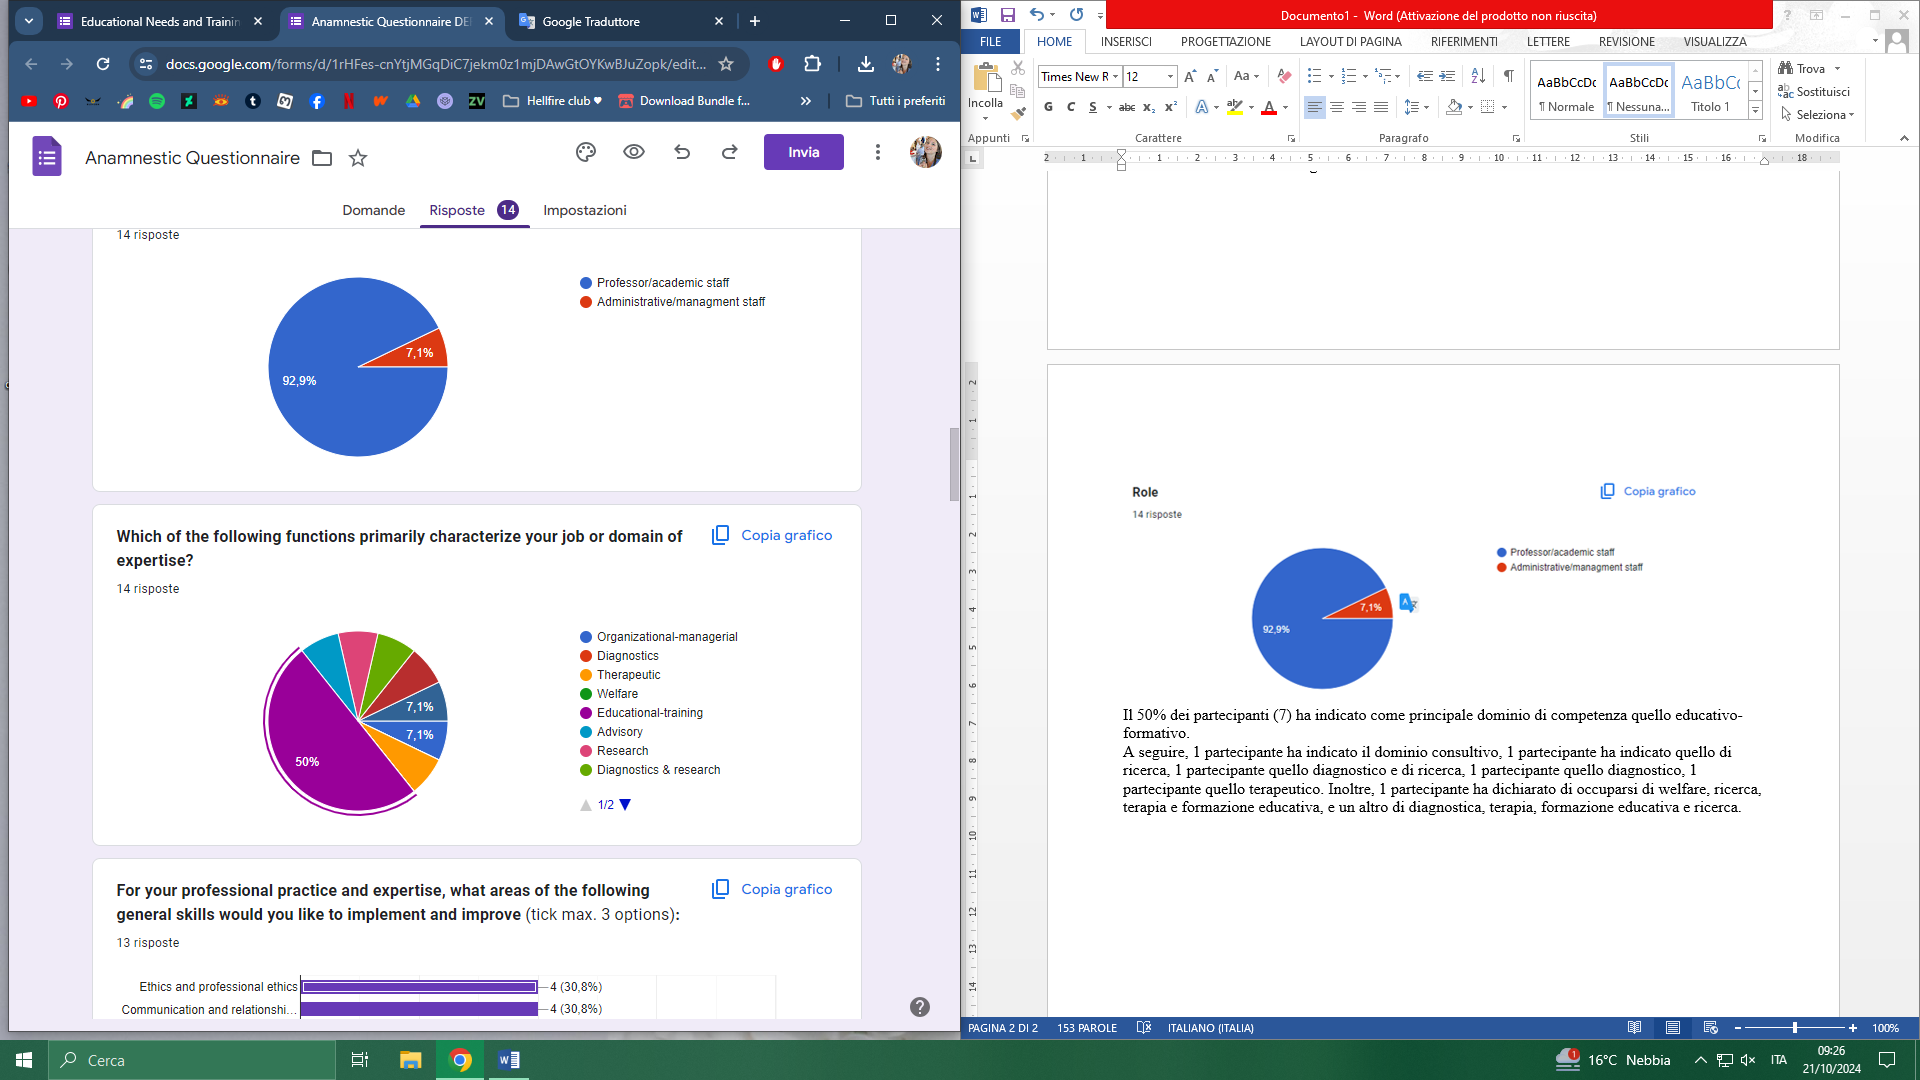 Educational Needs and Trainin
Anamnestic Questionnaire DE
Google Traduttore
docs.google.com/forms/d/1rHFes-cnYtjMGqDiC7jekm0z1mjDAwGtOYKwBJuZopk/edit...
Hellfire club ♥
Download Bundle f...
»
Tutti i preferiti
Anamnestic Questionnaire
Invia
Domande
Risposte 14
Impostazioni
14 risposte
Professor/academic staff
Administrative/managment staff
7,1%
92,9%
Which of the following functions primarily characterize your job or domain of
expertise?
Copia grafico
14 risposte
Organizational-managerial
Diagnostics
Therapeutic
Welfare
Educational-training
Advisory
Research
Diagnostics & research
1/2
7,1%
7,1%
50%
For your professional practice and expertise, what areas of the following
general skills would you like to implement and improve (tick max. 3 options):
Copia grafico
13 risposte
Ethics and professional ethics
4 (30,8%)
Communication and relationshi...
4 (30,8%)
Documento1 - Word (Attivazione del prodotto non riuscita)
FILE HOME INSERISCI PROGETTAZIONE LAYOUT DI PAGINA RIFERIMENTI LETTERE REVISIONE VISUALIZZA
Incolla
Times New R
12
AaBbCcDc
¶ Normale
AaBbCcDc
¶ Nessuna...
AaBbC
Titolo 1
Trova
Sostituisci
Seleziona
Appunti
Carattere
Paragrafo
Stili
Modifica
Role
Copia grafico
14 risposte
Professor/academic staff
Administrative/managment staff
7,1%
92,9%
Il 50% dei partecipanti (7) ha indicato come principale dominio di competenza quello educativo-
formativo.
A seguire, 1 partecipante ha indicato il dominio consultivo, 1 partecipante ha indicato quello di
ricerca, 1 partecipante quello diagnostico e di ricerca, 1 partecipante quello diagnostico, 1
partecipante quello terapeutico. Inoltre, 1 partecipante ha dichiarato di occuparsi di welfare, ricerca,
terapia e formazione educativa, e un altro di diagnostica, terapia, formazione educativa e ricerca.
PAGINA 2 DI 2
153 PAROLE
ITALIANO (ITALIA)
100%
Cerca
16°C Nebbia
ITA
09:26
21/10/2024